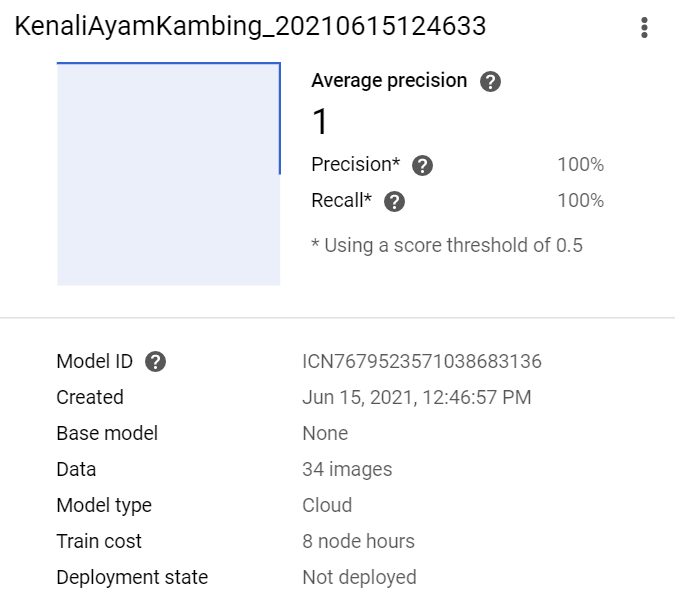 KenaliAyamKambing_20210615124633
Average precision ?
1
Precision* ? 100%
Recall* ? 100%
* Using a score threshold of 0.5
Model ID ? ICN7679523571038683136
Created Jun 15, 2021, 12:46:57 PM
Base model None
Data 34 images
Model type Cloud
Train cost 8 node hours
Deployment state Not deployed